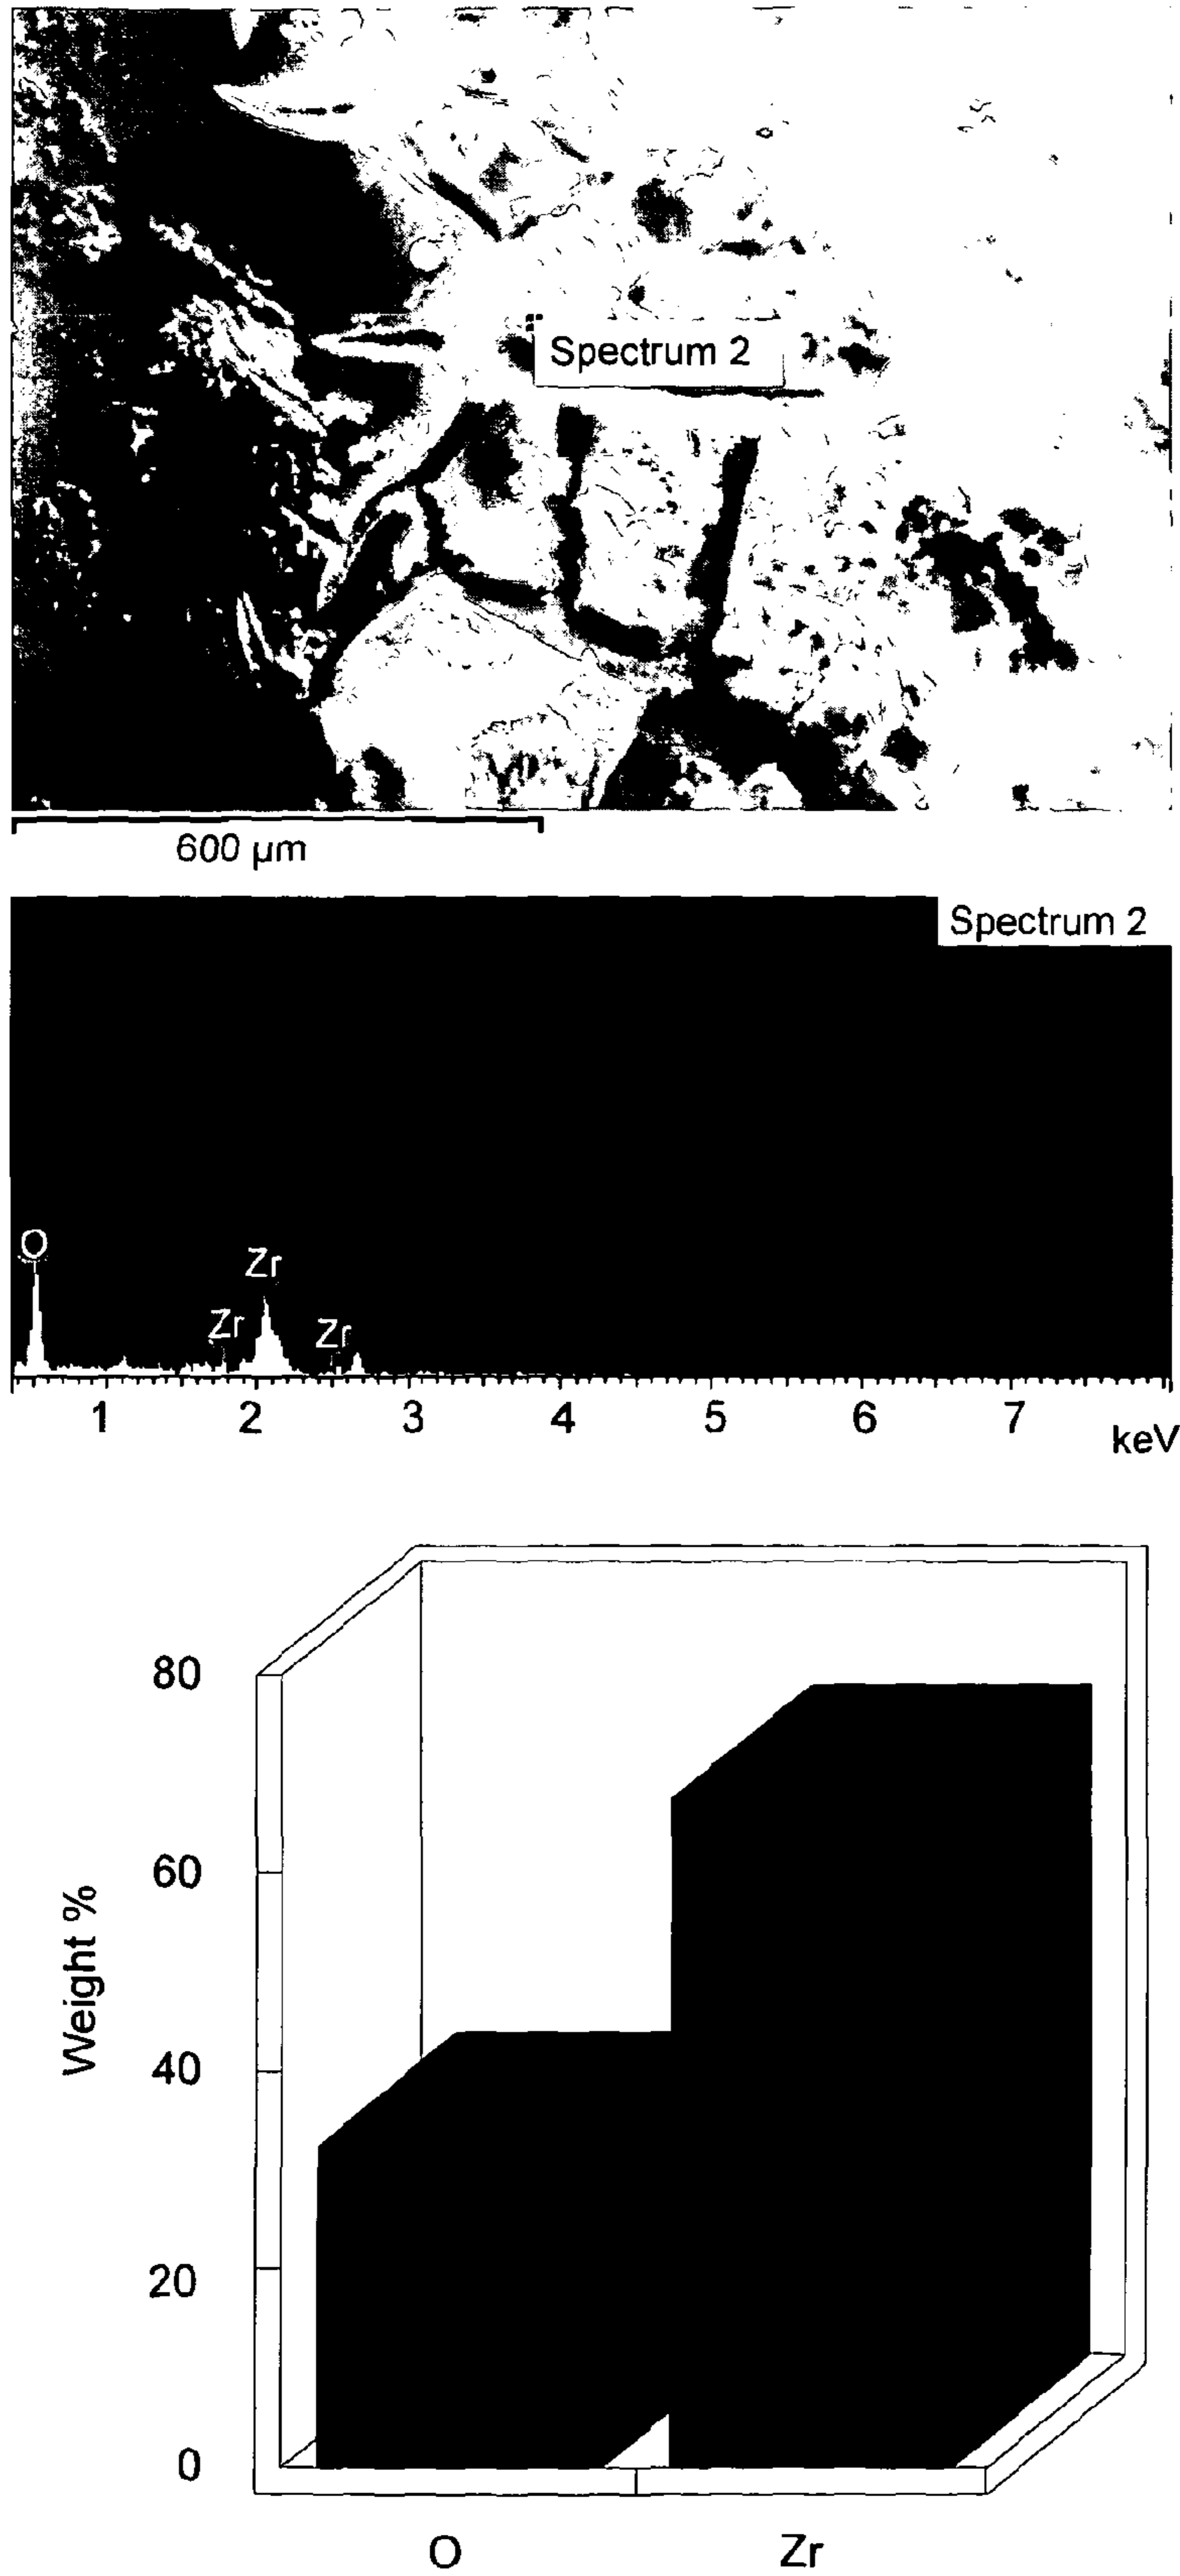 Spectrum 2
600 µm
Spectrum 2
O
Zr
Zr
Zr
1 2 3 4 5 6 7
keV
80
60
40
20
0
Weight %
O Zr